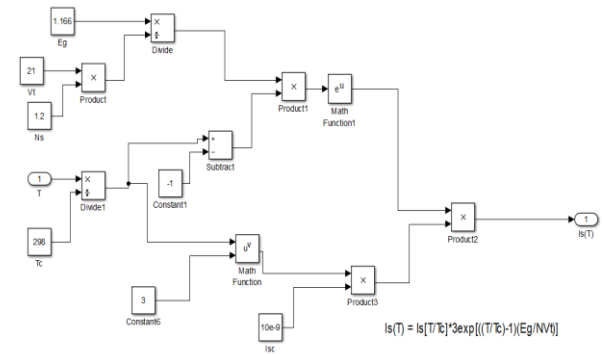 1.166
Eg
×
÷
Divide
21
Vt
×
Product
1.2
Ns
×
Product1
e^u
Math
Function1
+
−
Subtract
-1
Constant1
1
T
×
÷
Divide1
298
Tc
u^v
Math
Function
3
Constant6
×
Product3
10e-9
Isc
×
Product2
1
Is(T)
Is(T) = Is[T/Tc]*3exp[((T/Tc)-1)(Eg/NVt)]